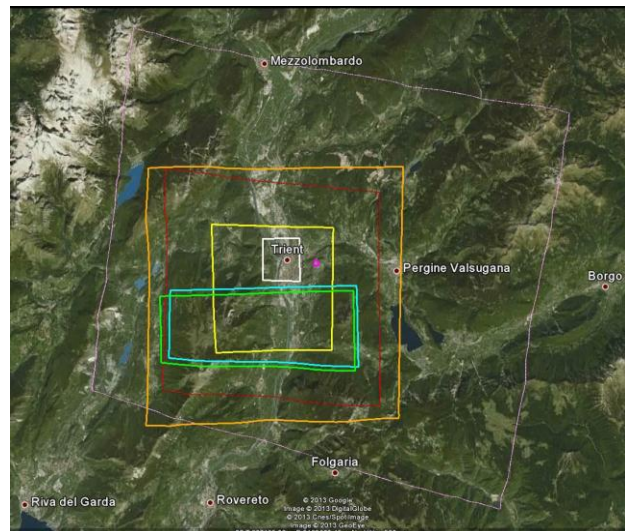 Mezzolombardo
Trient
Pergine Valsugana
Borgo
Folgaria
Riva del Garda
Rovereto
© 2013 Google
Image © 2013 DigitalGlobe
© 2013 Cnes/Spot Image
Image © 2013 GeoEye